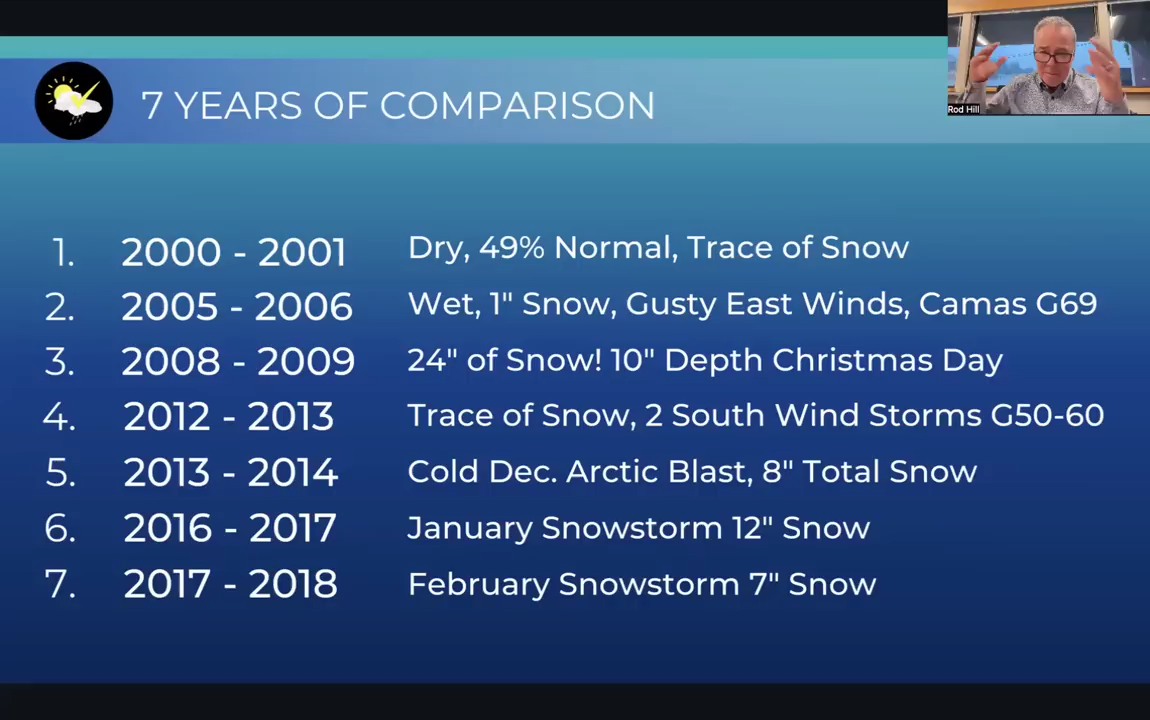 7 YEARS OF COMPARISON
Rod Hill
1. 2000 - 2001 Dry, 49% Normal, Trace of Snow
2. 2005 - 2006 Wet, 1" Snow, Gusty East Winds, Camas G69
3. 2008 - 2009 24" of Snow! 10" Depth Christmas Day
4. 2012 - 2013 Trace of Snow, 2 South Wind Storms G50-60
5. 2013 - 2014 Cold Dec. Arctic Blast, 8" Total Snow
6. 2016 - 2017 January Snowstorm 12" Snow
7. 2017 - 2018 February Snowstorm 7" Snow